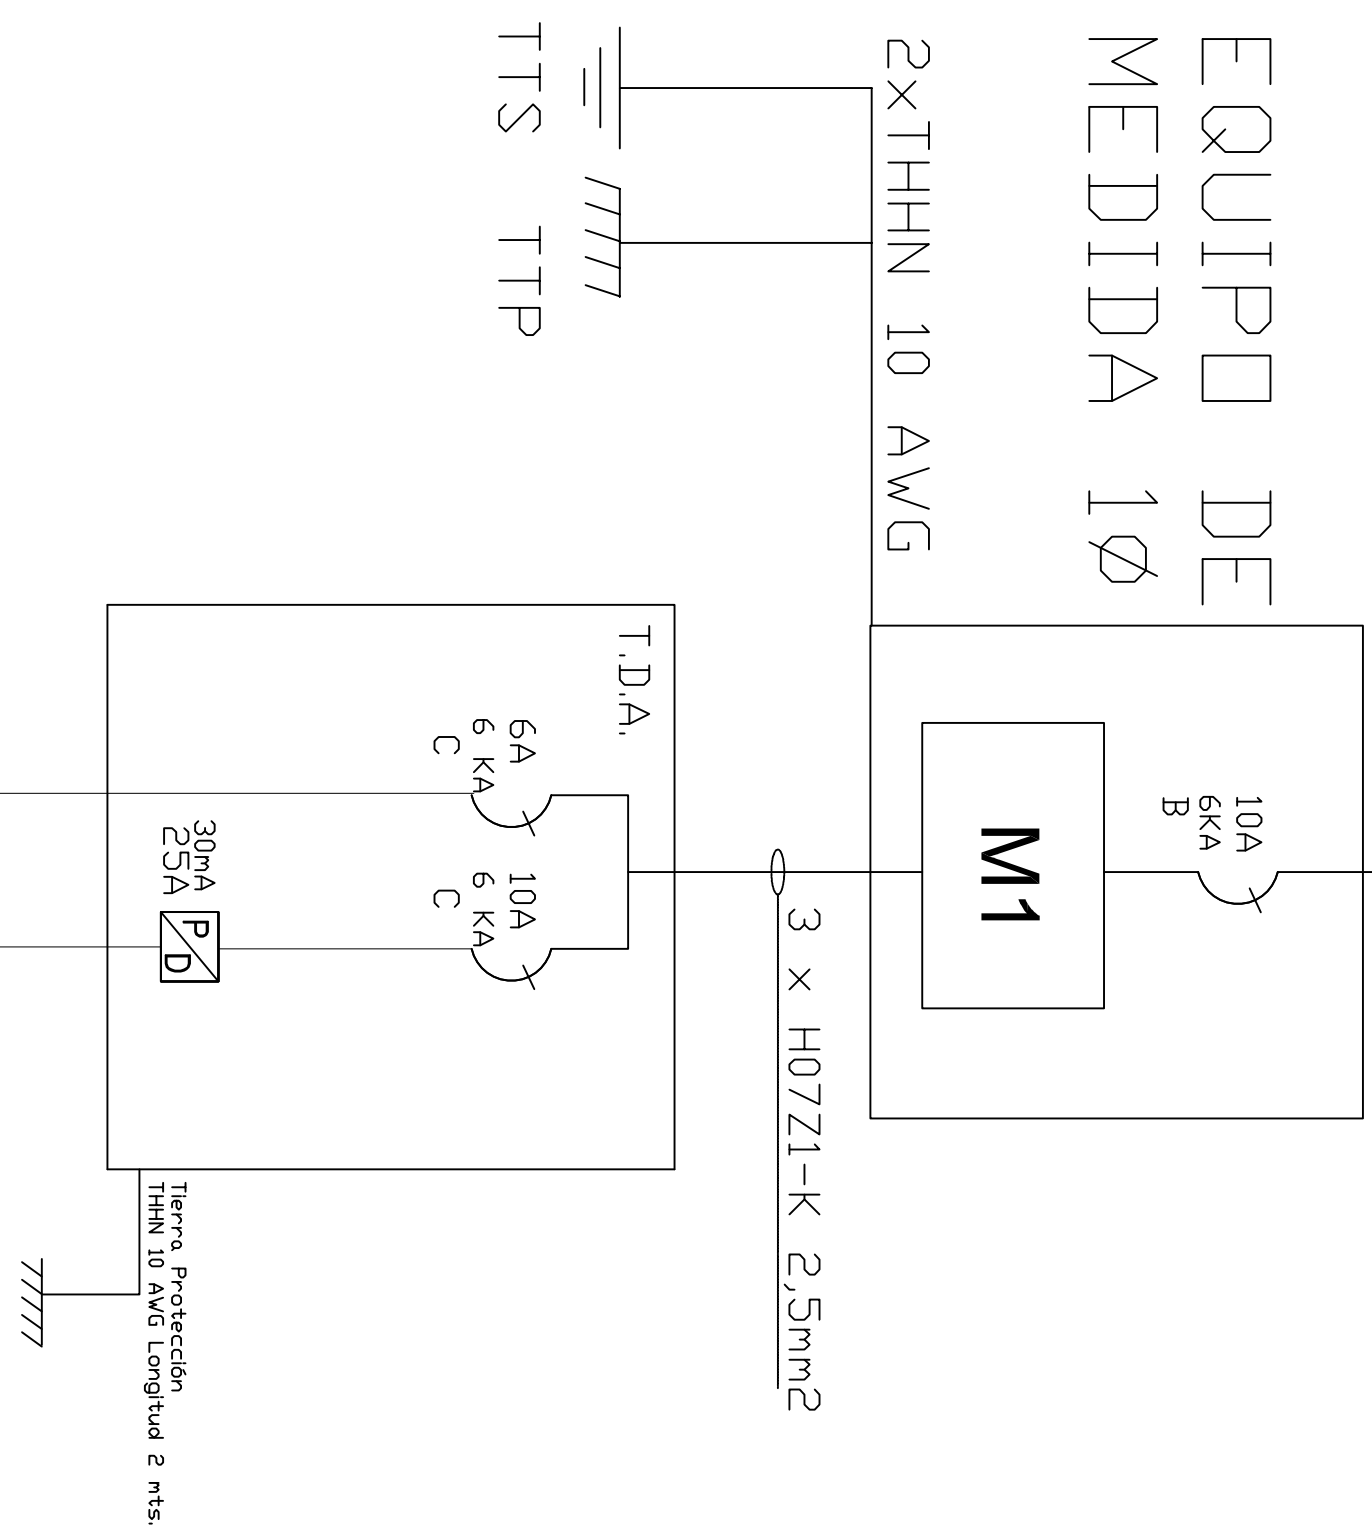 EQUIPO DE
MEDIDA 1Ø
10A
6KA
B
M1
2xTHHN 10 AWG
TTS
TTP
3 x H07Z1-K 2,5mm2
T.D.A.
6A
6 KA
C
10A
6 KA
C
30mA
25A
P/D
Tierra Protección
THHN 10 AWG Longitud 2 mts.